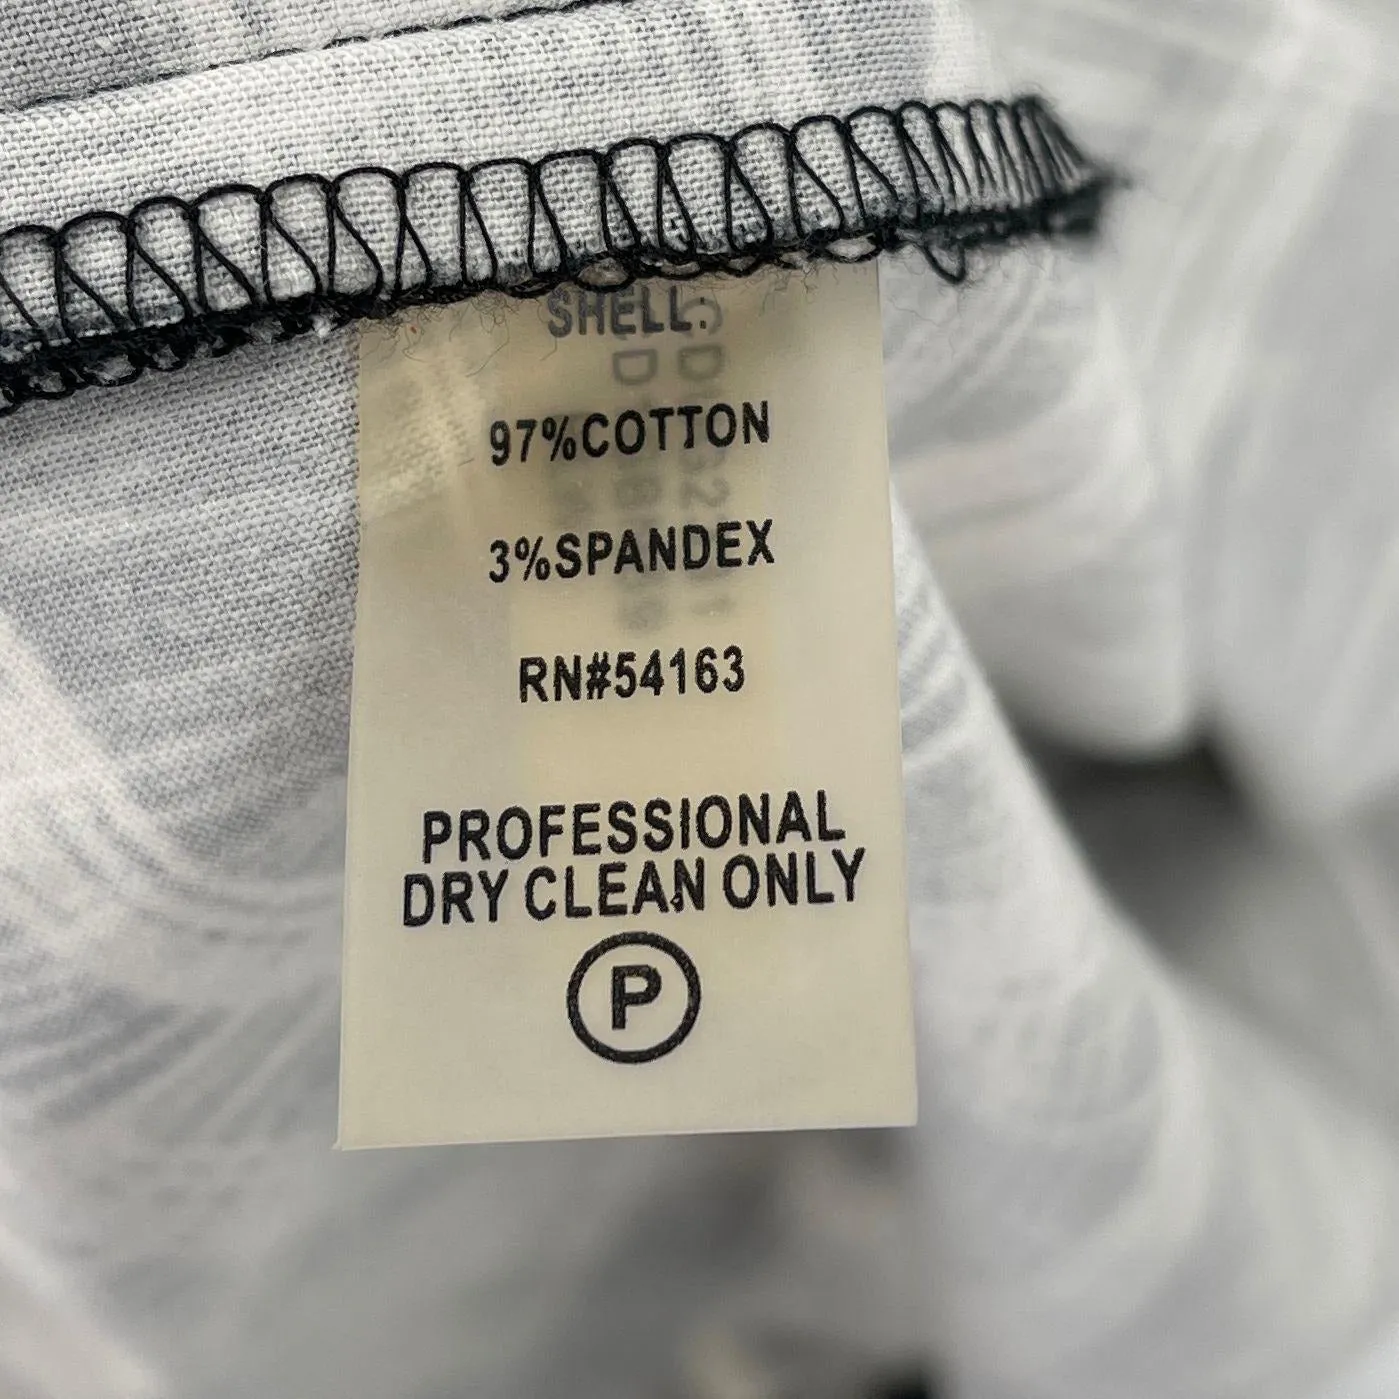 SHELL:
97%COTTON
3%SPANDEX
RN#54163
PROFESSIONAL
DRY CLEAN ONLY
P